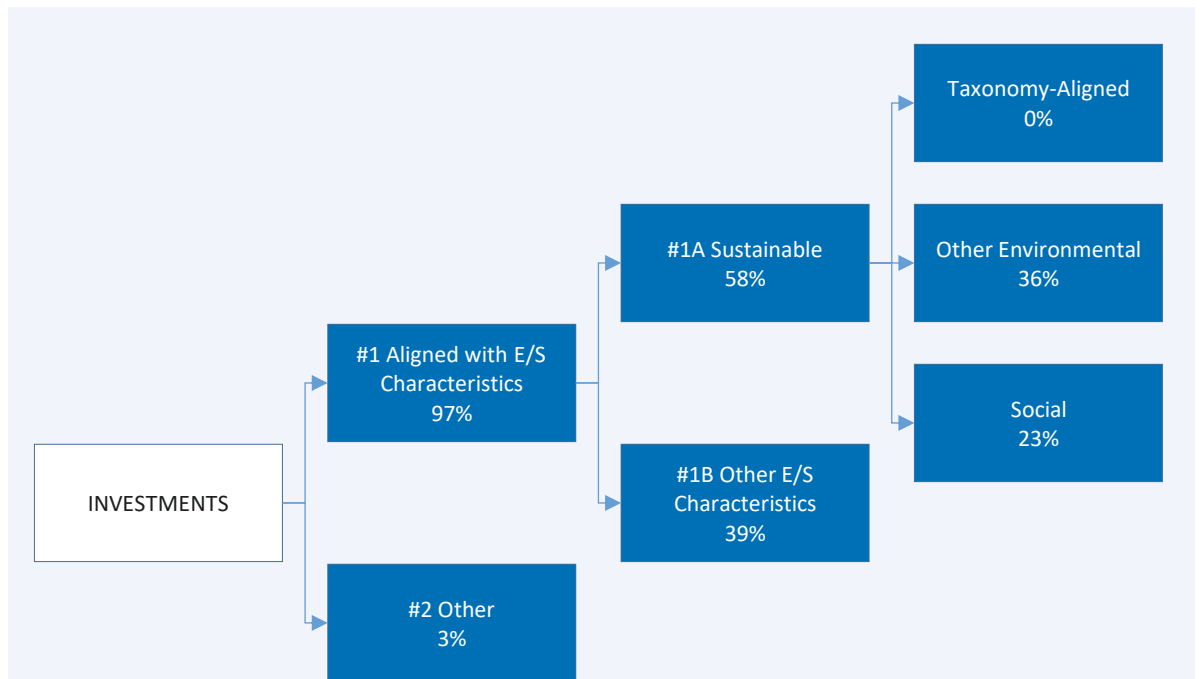 INVESTMENTS
#1 Aligned with E/S
Characteristics
97%
#2 Other
3%
#1A Sustainable
58%
#1B Other E/S
Characteristics
39%
Taxonomy-Aligned
0%
Other Environmental
36%
Social
23%